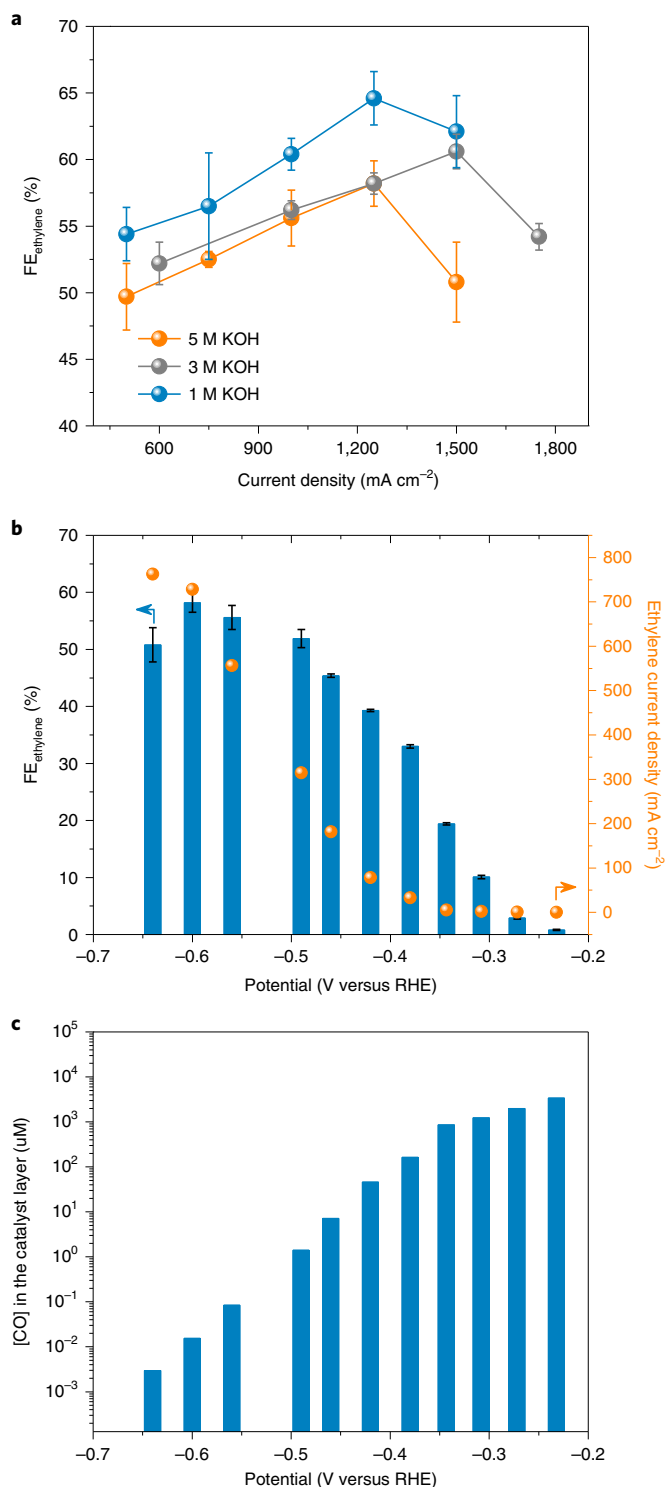 a
70
65
60
55
50
45
40
FE_ethylene (%)
5 M KOH
3 M KOH
1 M KOH
600 900 1,200 1,500 1,800
Current density (mA cm⁻²)
b
70
60
50
40
30
20
10
0
FE_ethylene (%)
800
700
600
500
400
300
200
100
0
Ethylene current
density (mA cm⁻²)
−0.7 −0.6 −0.5 −0.4 −0.3 −0.2
Potential (V versus RHE)
c
10⁵
10⁴
10³
10²
10¹
10⁰
10⁻¹
10⁻²
10⁻³
[CO] in the catalyst layer (uM)
−0.7 −0.6 −0.5 −0.4 −0.3 −0.2
Potential (V versus RHE)